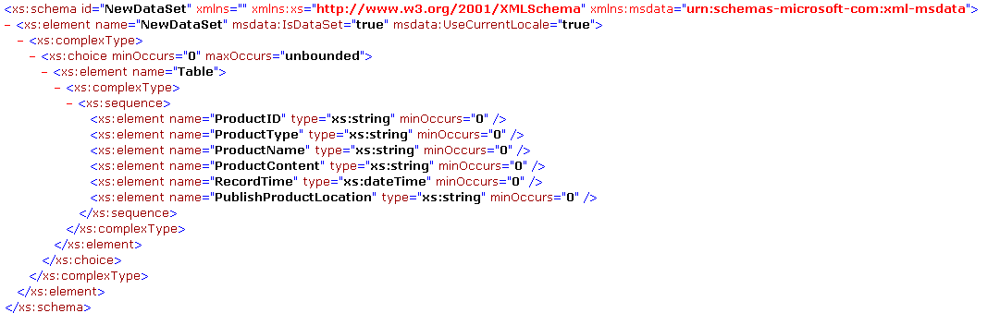 <xs:schema id="NewDataSet" xmlns="" xmlns:xs="http://www.w3.org/2001/XMLSchema" xmlns:msdata="urn:schemas-microsoft-com:xml-msdata">
- <xs:element name="NewDataSet" msdata:IsDataSet="true" msdata:UseCurrentLocale="true">
- <xs:complexType>
- <xs:choice minOccurs="0" maxOccurs="unbounded">
- <xs:element name="Table">
- <xs:complexType>
- <xs:sequence>
<xs:element name="ProductID" type="xs:string" minOccurs="0" />
<xs:element name="ProductType" type="xs:string" minOccurs="0" />
<xs:element name="ProductName" type="xs:string" minOccurs="0" />
<xs:element name="ProductContent" type="xs:string" minOccurs="0" />
<xs:element name="RecordTime" type="xs:dateTime" minOccurs="0" />
<xs:element name="PublishProductLocation" type="xs:string" minOccurs="0" />
</xs:sequence>
</xs:complexType>
</xs:element>
</xs:choice>
</xs:complexType>
</xs:element>
</xs:schema>